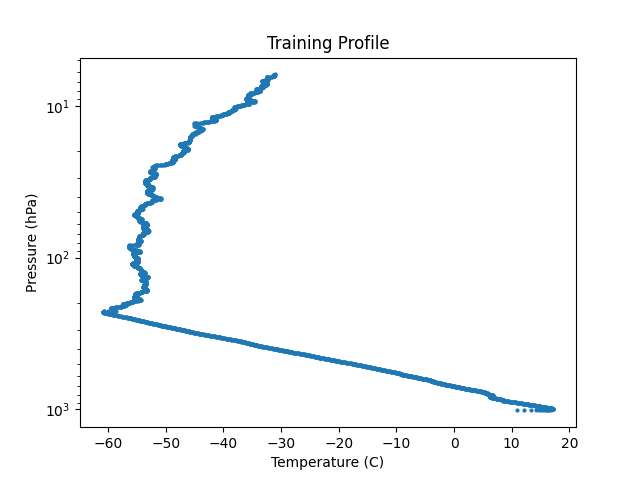 Training Profile
10¹
10²
10³
Pressure (hPa)
−60 −50 −40 −30 −20 −10 0 10 20
Temperature (C)